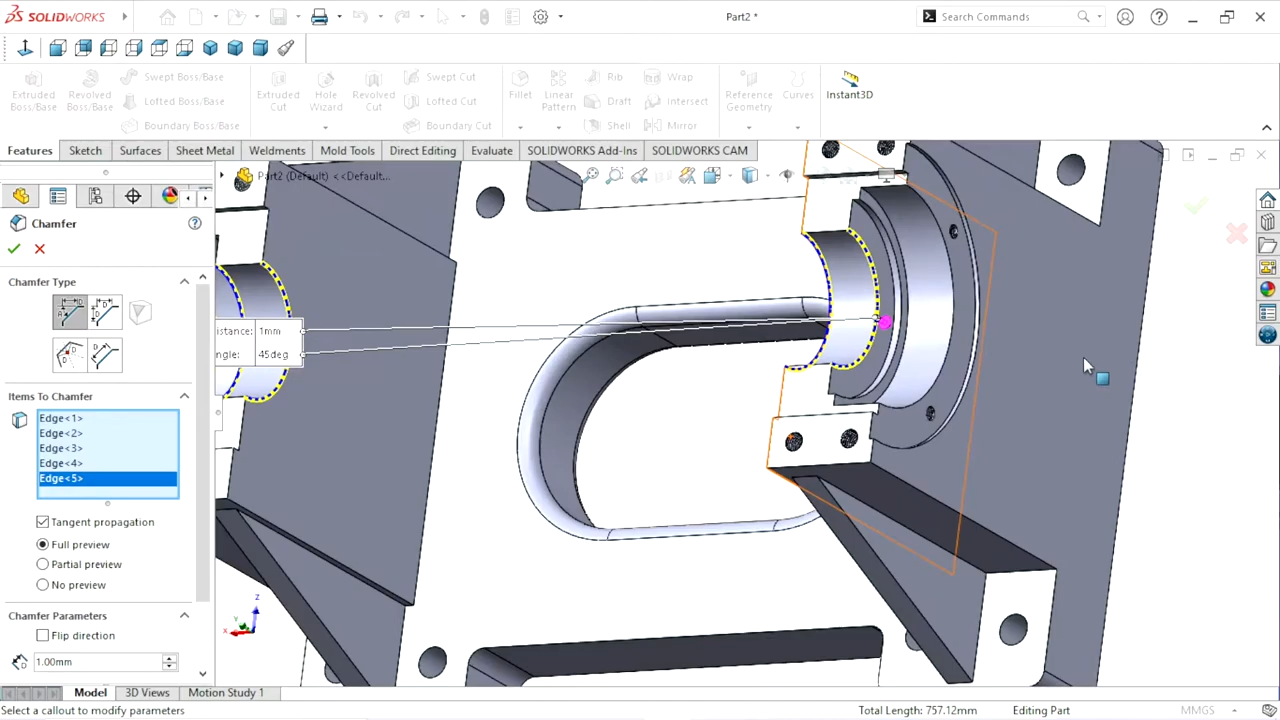 SOLIDWORKS
Part2 *
Search Commands
Extruded Boss/Base
Revolved Boss/Base
Swept Boss/Base
Lofted Boss/Base
Boundary Boss/Base
Extruded Cut
Hole Wizard
Revolved Cut
Swept Cut
Lofted Cut
Boundary Cut
Fillet
Linear Pattern
Rib
Draft
Shell
Wrap
Intersect
Mirror
Reference Geometry
Curves
Instant3D
Features
Sketch
Surfaces
Sheet Metal
Weldments
Mold Tools
Direct Editing
Evaluate
SOLIDWORKS Add-Ins
SOLIDWORKS CAM
Part2 (Default) <<Default...
Chamfer
Chamfer Type
Items To Chamfer
Edge<1>
Edge<2>
Edge<3>
Edge<4>
Edge<5>
Tangent propagation
Full preview
Partial preview
No preview
Chamfer Parameters
Flip direction
1.00mm
istance: 1mm
ngle: 45deg
Z
Y
X
Model
3D Views
Motion Study 1
Select a callout to modify parameters
Total Length: 757.12mm
Editing Part
MMGS